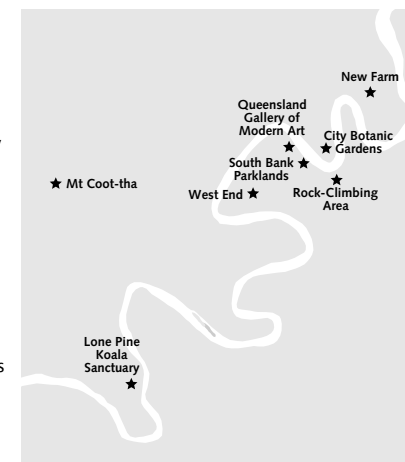 New Farm
Queensland
Gallery of
Modern Art
City Botanic
Gardens
South Bank
Parklands
Mt Coot-tha
West End
Rock-Climbing
Area
Lone Pine
Koala
Sanctuary
s